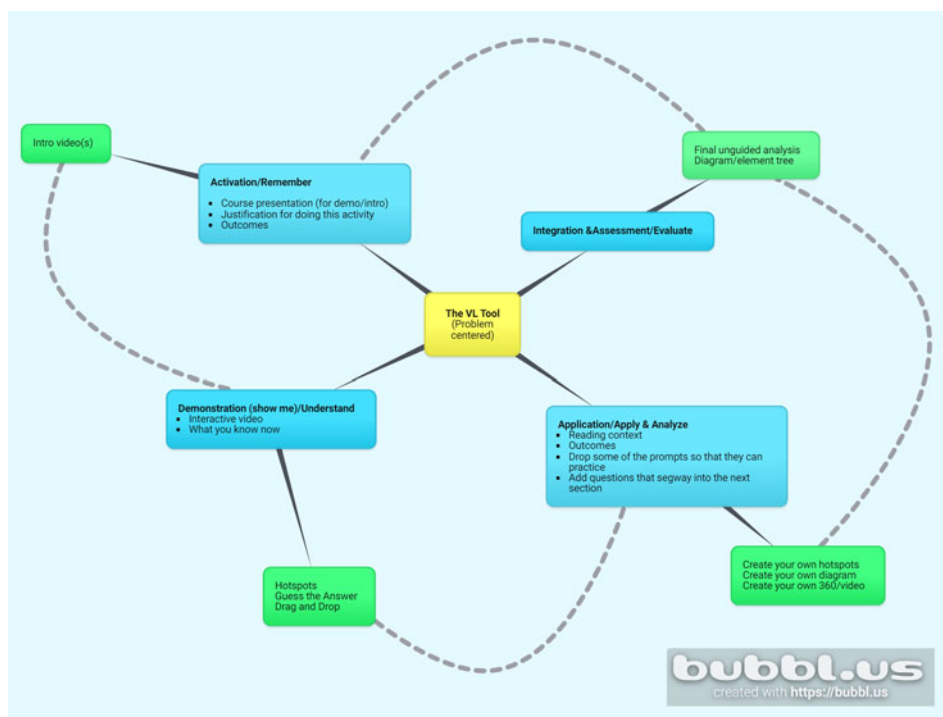 Intro video(s)
Activation/Remember
• Course presentation (for demo/intro)
• Justification for doing this activity
• Outcomes
Final unguided analysis
Diagram/element tree
Integration &Assessment/Evaluate
The VL Tool
(Problem
centered)
Demonstration (show me)/Understand
• Interactive video
• What you know now
Application/Apply & Analyze
• Reading context
• Outcomes
• Drop some of the prompts so that they can
practice
• Add questions that segway into the next
section
Hotspots
Guess the Answer
Drag and Drop
Create your own hotspots
Create your own diagram
Create your own 360/video
bubbl.us
created with https://bubbl.us